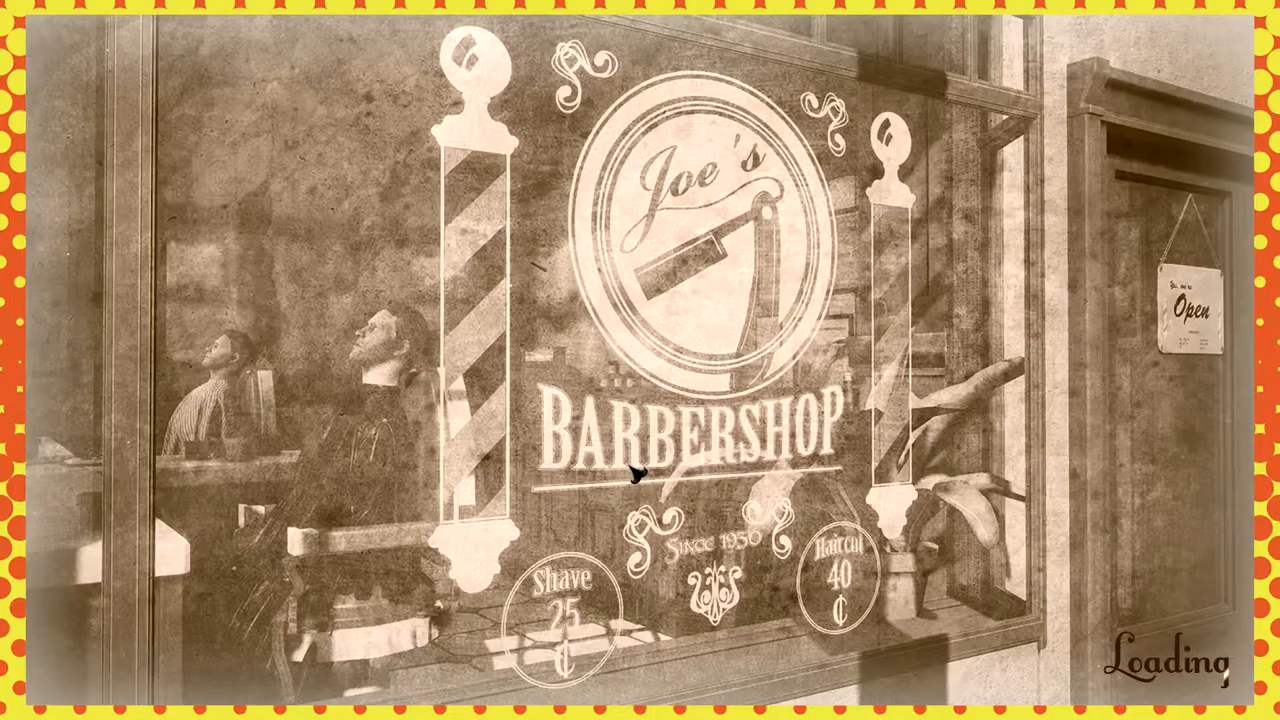 Joe's
BARBERSHOP
SINCE 1930
Shave
25
¢
Haircut
40
¢
Open
Loading